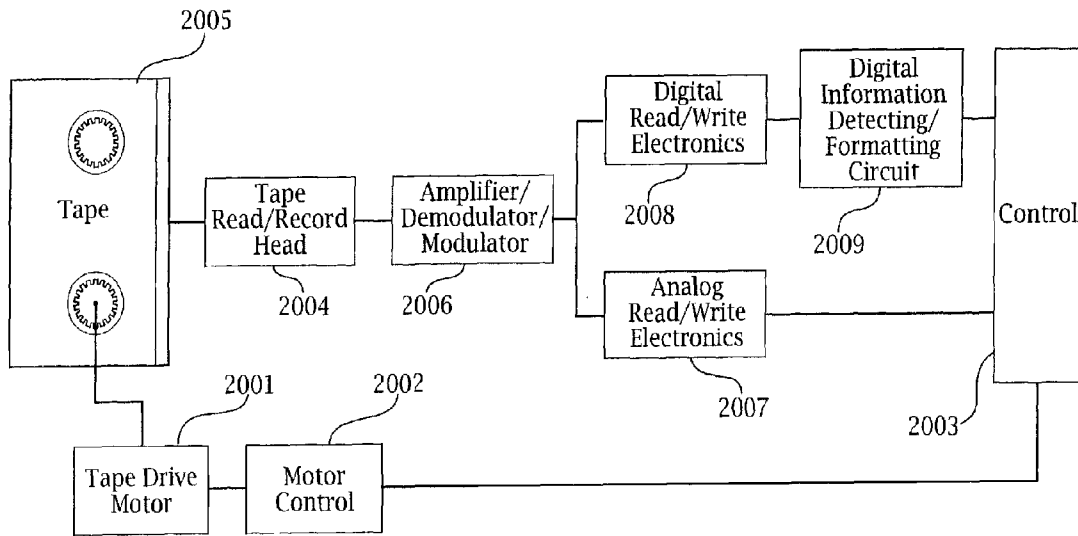 2005
Tape
Tape
Read/Record
Head
2004
Amplifier/
Demodulator/
Modulator
2006
Digital
Read/Write
Electronics
2008
Digital
Information
Detecting/
Formatting
Circuit
2009
Control
2003
Analog
Read/Write
Electronics
2007
2001
Tape Drive
Motor
2002
Motor
Control